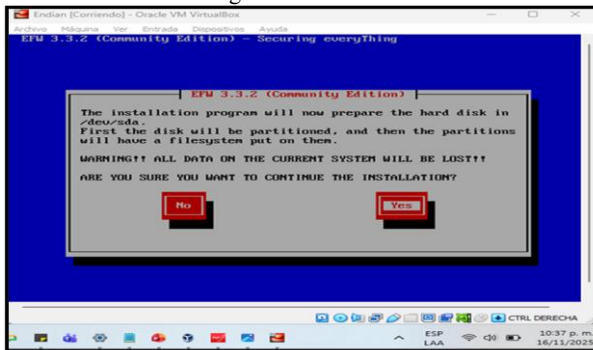 Endian [Corriendo] - Oracle VM VirtualBox
Archivo Máquina Ver Entrada Dispositivos Ayuda
EFW 3.3.2 (Community Edition) - Securing everyThing
EFW 3.3.2 (Community Edition)
The installation program will now prepare the hard disk in
/dev/sda.
First the disk will be partitioned, and then the partitions
will have a filesystem put on them.
WARNING!! ALL DATA ON THE CURRENT SYSTEM WILL BE LOST!!
ARE YOU SURE YOU WANT TO CONTINUE THE INSTALLATION?
No Yes
CTRL DERECHA
ESP 10:37 p. m.
LAA 16/11/2025